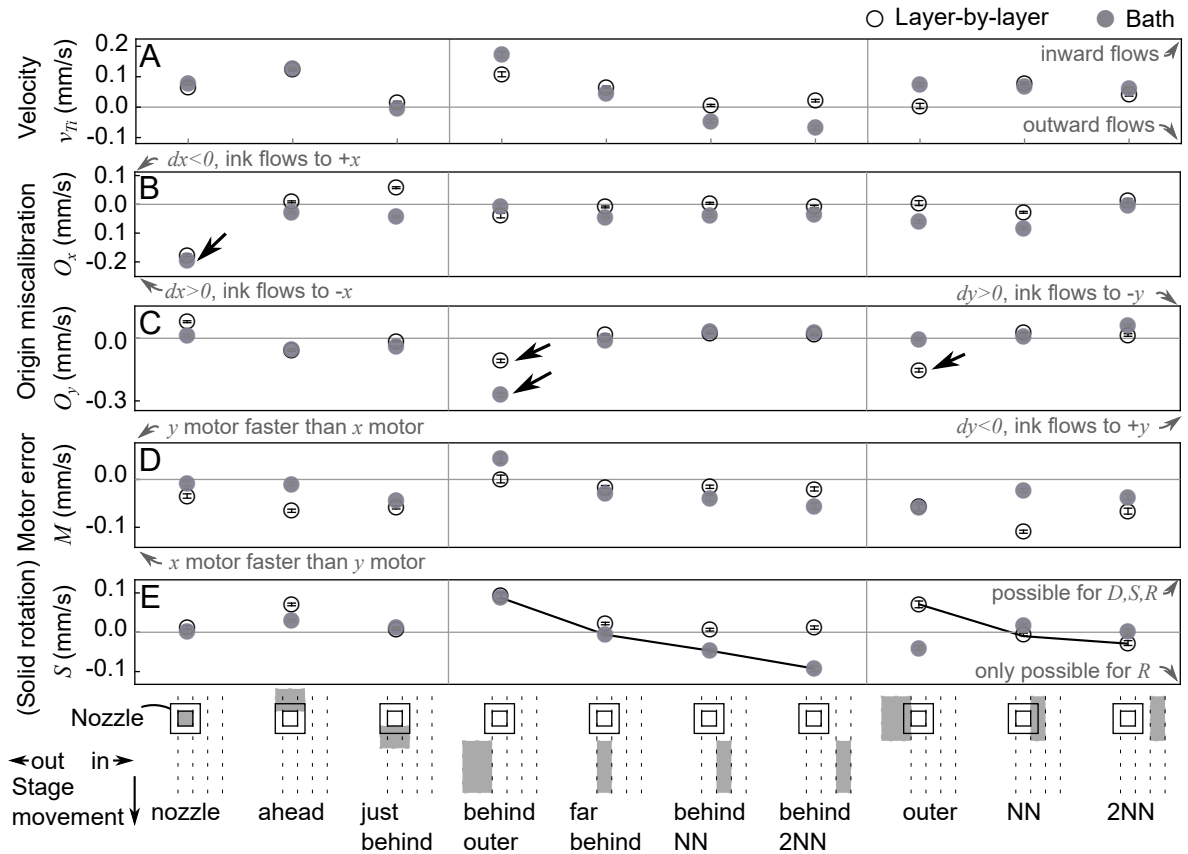 Layer-by-layer
Bath
Velocity
v_Ti (mm/s)
0.2
0.1
0.0
-0.1
A
inward flows
outward flows
dx<0, ink flows to +x
Origin miscalibration
O_x (mm/s)
0.1
0.0
0.1
-0.2
B
dx>0, ink flows to -x
dy>0, ink flows to -y
O_y (mm/s)
0.0
-0.3
C
y motor faster than x motor
dy<0, ink flows to +y
Motor error
M (mm/s)
0.0
-0.1
D
x motor faster than y motor
(Solid rotation)
S (mm/s)
0.1
0.0
-0.1
E
possible for D,S,R
only possible for R
Nozzle
out in
Stage
movement
nozzle
ahead
just
behind
behind
outer
far
behind
behind
NN
behind
2NN
outer
NN
2NN